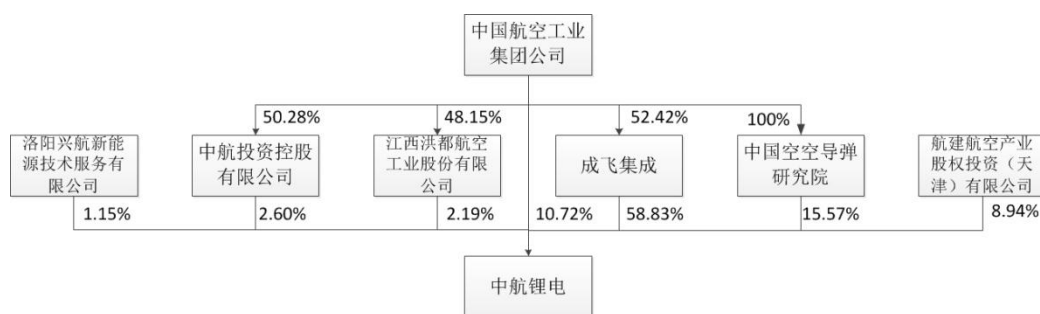 中国航空工业
集团公司
50.28%
48.15%
52.42%
100%
洛阳兴航新能
源技术服务有
限公司
中航投资控股
有限公司
江西洪都航空
工业股份有限
公司
成飞集成
中国空空导弹
研究院
航建航空产业
股权投资（天
津）有限公司
1.15%
2.60%
2.19%
10.72%
58.83%
15.57%
8.94%
中航锂电